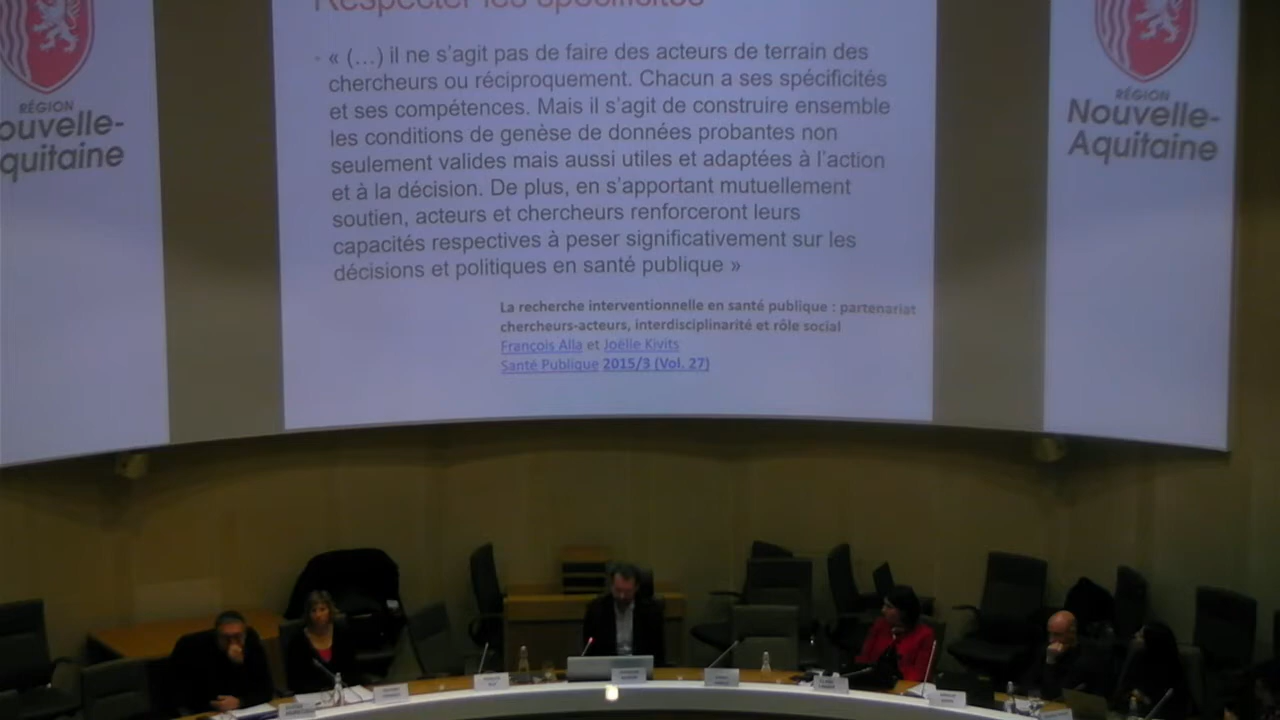 Respecter les spécificités
- « (…) il ne s’agit pas de faire des acteurs de terrain des
chercheurs ou réciproquement. Chacun a ses spécificités
et ses compétences. Mais il s’agit de construire ensemble
les conditions de genèse de données probantes non
seulement valides mais aussi utiles et adaptées à l’action
et à la décision. De plus, en s’apportant mutuellement
soutien, acteurs et chercheurs renforceront leurs
capacités respectives à peser significativement sur les
décisions et politiques en santé publique »
La recherche interventionnelle en santé publique : partenariat
chercheurs-acteurs, interdisciplinarité et rôle social
François Alla et Joëlle Kivits
Santé Publique 2015/3 (Vol. 27)
RÉGION
ouvelle-
quitaine
RÉGION
Nouvelle-
Aquitaine